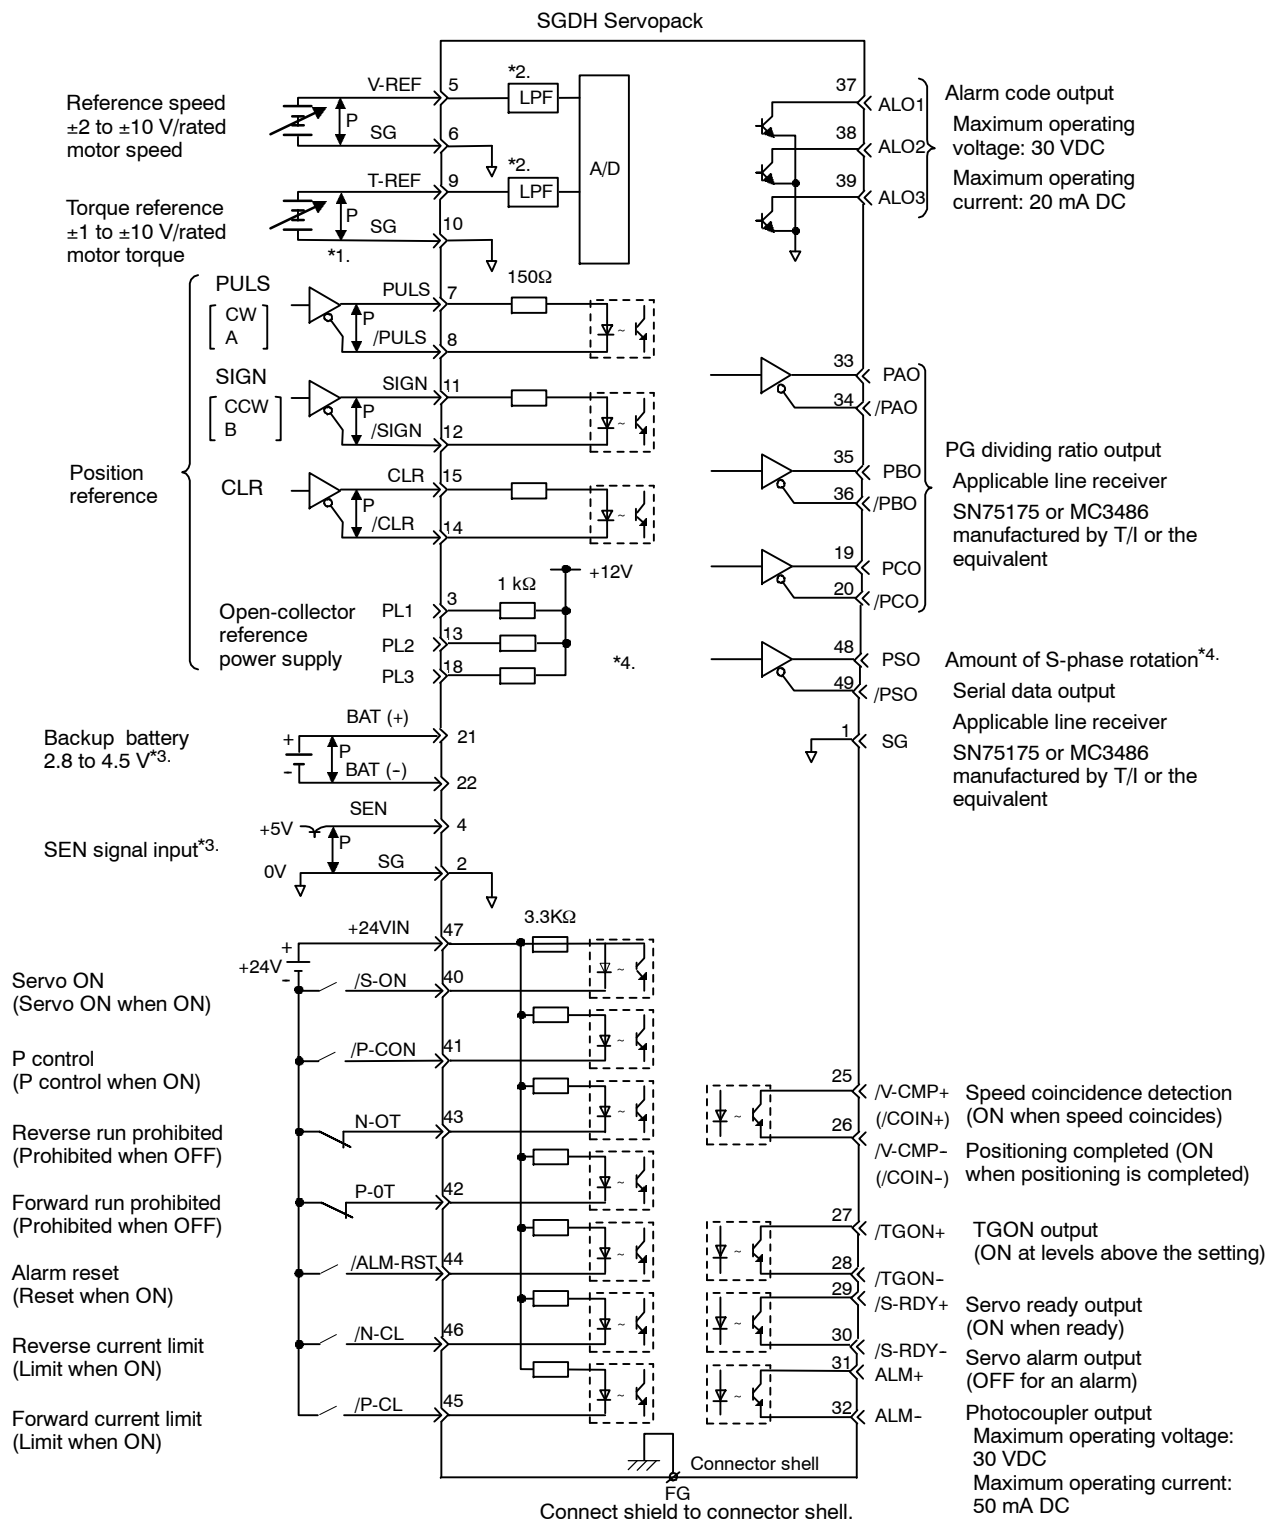 SGDH Servopack
Reference speed
±2 to ±10 V/rated
motor speed
V-REF 5
*2.
LPF
P
SG 6
A/D
T-REF 9
*2.
LPF
Torque reference
±1 to ±10 V/rated
motor torque
P
SG 10
*1.
Position
reference
PULS
CW
A
PULS 7
150Ω
P
/PULS 8
~
SIGN
CCW
B
SIGN 11
P
/SIGN 12
~
CLR
CLR 15
P
/CLR 14
~
+12V
1 kΩ
Open-collector
reference
power supply
PL1 3
PL2 13
PL3 18
*4.
Backup battery
2.8 to 4.5 V*3.
BAT (+) 21
+
P
-
BAT (-) 22
SEN signal input*3.
SEN 4
+5V
P
SG 2
0V
+24VIN 47
3.3KΩ
+
+24V
-
~
Servo ON
(Servo ON when ON)
/S-ON 40
~
P control
(P control when ON)
/P-CON 41
~
Reverse run prohibited
(Prohibited when OFF)
N-OT 43
~
Forward run prohibited
(Prohibited when OFF)
P-0T 42
~
Alarm reset
(Reset when ON)
/ALM-RST 44
~
Reverse current limit
(Limit when ON)
/N-CL 46
~
Forward current limit
(Limit when ON)
/P-CL 45
37 ALO1
38 ALO2
39 ALO3
Alarm code output
Maximum operating
voltage: 30 VDC
Maximum operating
current: 20 mA DC
33 PAO
34 /PAO
35 PBO
36 /PBO
19 PCO
20 /PCO
PG dividing ratio output
Applicable line receiver
SN75175 or MC3486
manufactured by T/I or the
equivalent
48 PSO
49 /PSO
1 SG
Amount of S-phase rotation*4.
Serial data output
Applicable line receiver
SN75175 or MC3486
manufactured by T/I or the
equivalent
25 /V-CMP+
(/COIN+)
Speed coincidence detection
(ON when speed coincides)
~
26 /V-CMP-
(/COIN-)
Positioning completed (ON
when positioning is completed)
27 /TGON+
TGON output
(ON at levels above the setting)
~
28 /TGON-
29 /S-RDY+
Servo ready output
(ON when ready)
~
30 /S-RDY-
31 ALM+
Servo alarm output
(OFF for an alarm)
~
32 ALM-
Photocoupler output
Maximum operating voltage:
30 VDC
Maximum operating current:
50 mA DC
Connector shell
FG
Connect shield to connector shell.